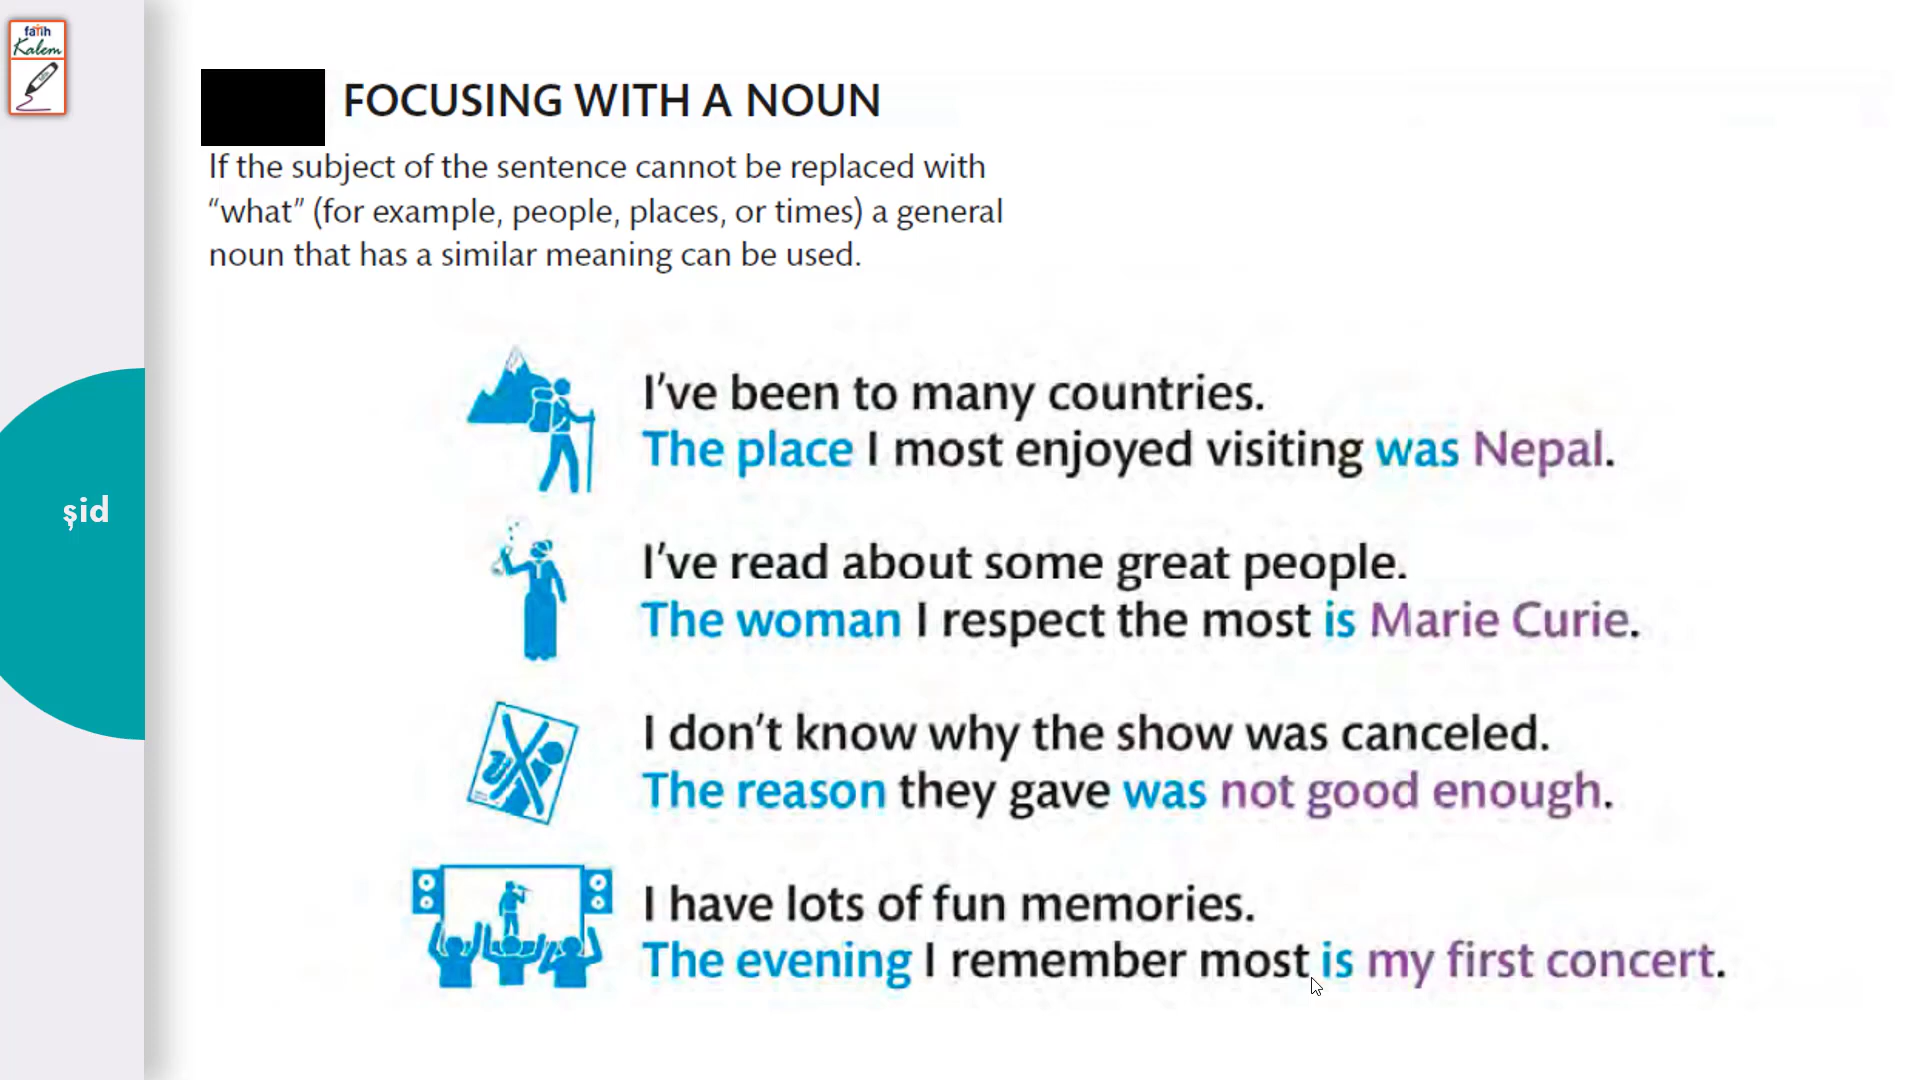 fatih
Kalem
FOCUSING WITH A NOUN
If the subject of the sentence cannot be replaced with
“what” (for example, people, places, or times) a general
noun that has a similar meaning can be used.
şid
I’ve been to many countries.
The place I most enjoyed visiting was Nepal.
I’ve read about some great people.
The woman I respect the most is Marie Curie.
I don’t know why the show was canceled.
The reason they gave was not good enough.
I have lots of fun memories.
The evening I remember most is my first concert.